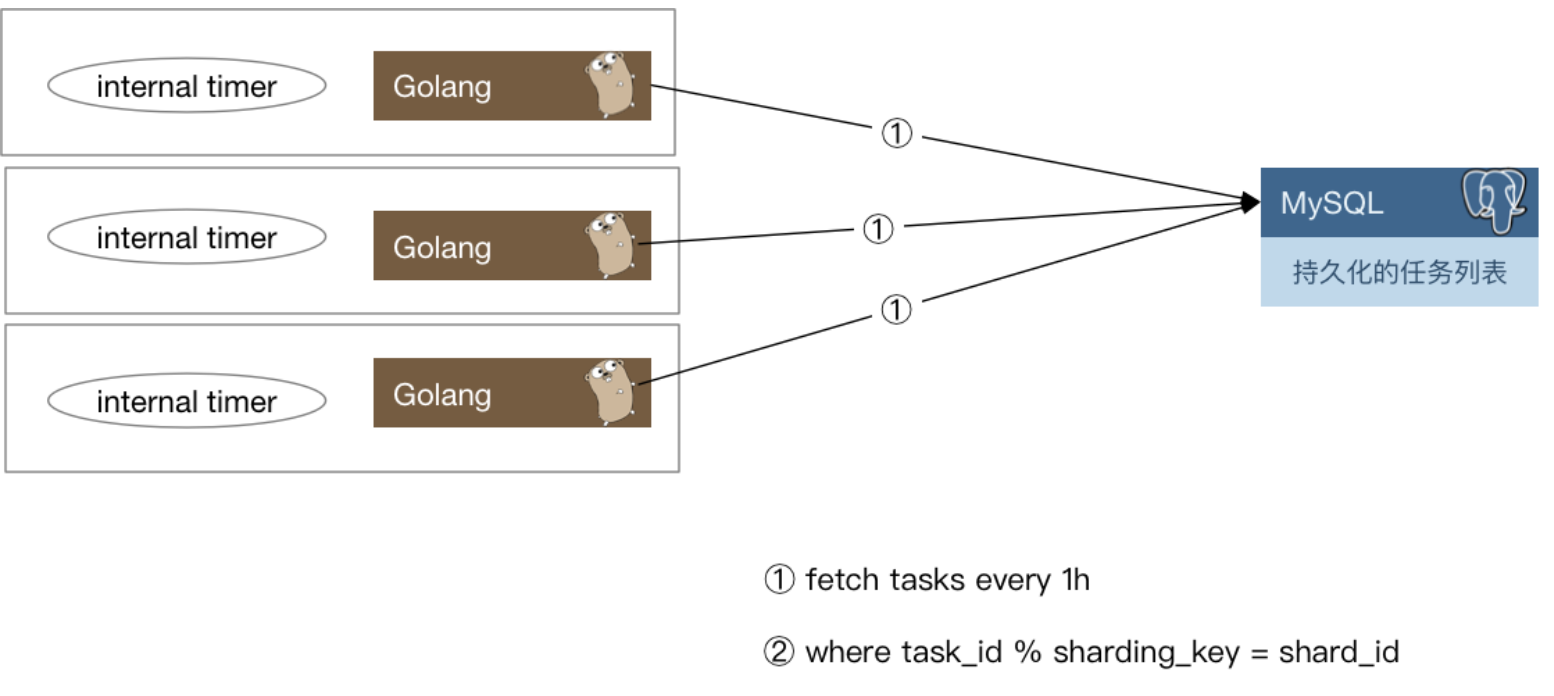 internal timer
Golang
①
MySQL
internal timer
Golang
①
持久化的任务列表
①
internal timer
Golang
① fetch tasks every 1h
② where task_id % sharding_key = shard_id